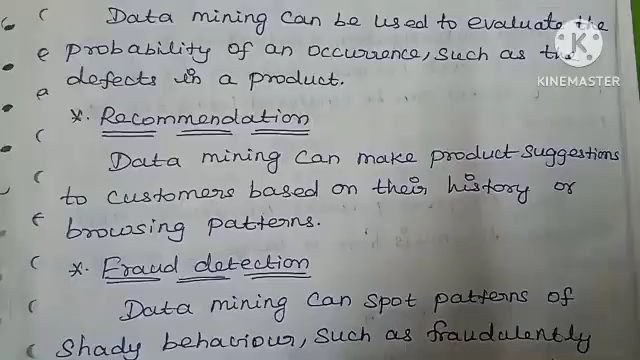 Data mining can be used to evaluate the
probability of an occurrence, such as the
defects in a product.
*. Recommendation
Data mining can make product suggestions
to customers based on their history or
browsing patterns.
*. Fraud detection
Data mining can spot patterns of
shady behaviour, such as fraudulently
KINEMASTER